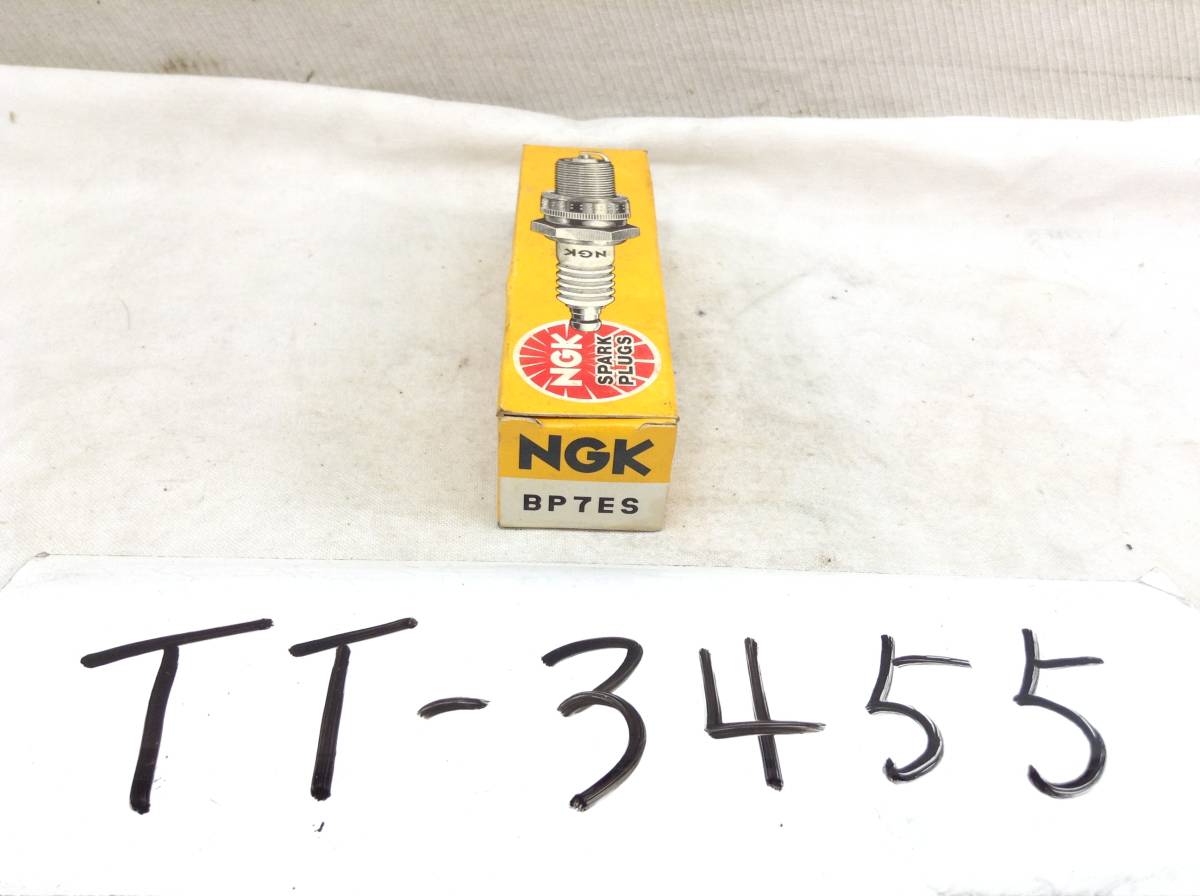 NGK
NGK
SPARK
PLUGS
NGK
BP7ES
TT-3455